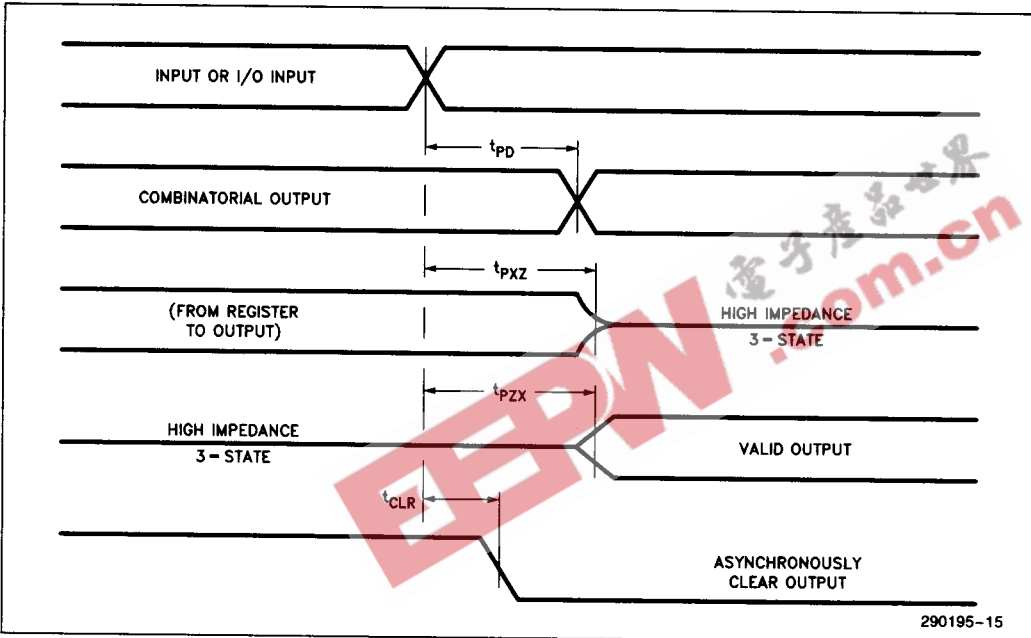 INPUT OR I/O INPUT
tPD
COMBINATORIAL OUTPUT
tPXZ
(FROM REGISTER
TO OUTPUT)
HIGH IMPEDANCE
3-STATE
tPZX
HIGH IMPEDANCE
3-STATE
VALID OUTPUT
tCLR
ASYNCHRONOUSLY
CLEAR OUTPUT
290195-15
EEPW.com.cn
電子產品世界